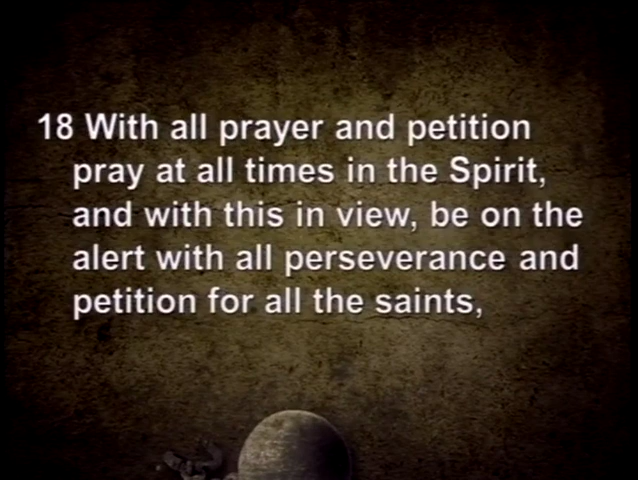 18 With all prayer and petition
pray at all times in the Spirit,
and with this in view, be on the
alert with all perseverance and
petition for all the saints,